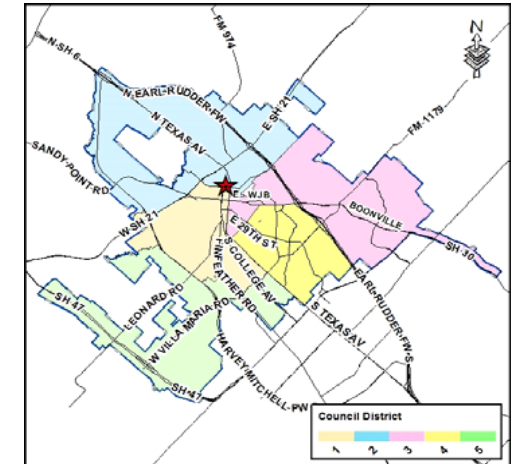 FM 974
N
N-SH-6
N-EARL-RUDDER-FW
E SH 21
N TEXAS AV
FM-1179
SANDY-POINT-RD
E - WJB
W-SH 21
BOONVILLE
E 29TH ST
SH-30
S COLLEGE AV
FINFEATHER RD
EARL-RUDDER-FW-S
LEONARD RD
SH 47
W VILLA MARIA RD
S TEXAS AV
HARVEY MITCHELL-PW
SH-47
Council District
1 2 3 4 5